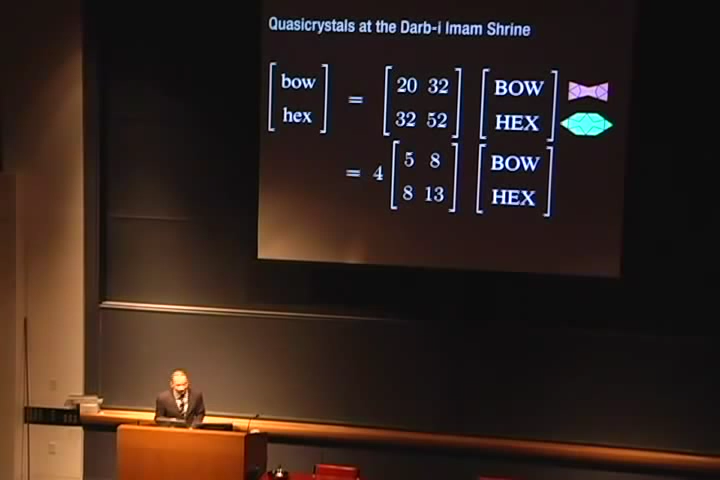 Quasicrystals at the Darb-i Imam Shrine
bow = 20 32 BOW
hex 32 52 HEX
= 4 5 8 BOW
8 13 HEX